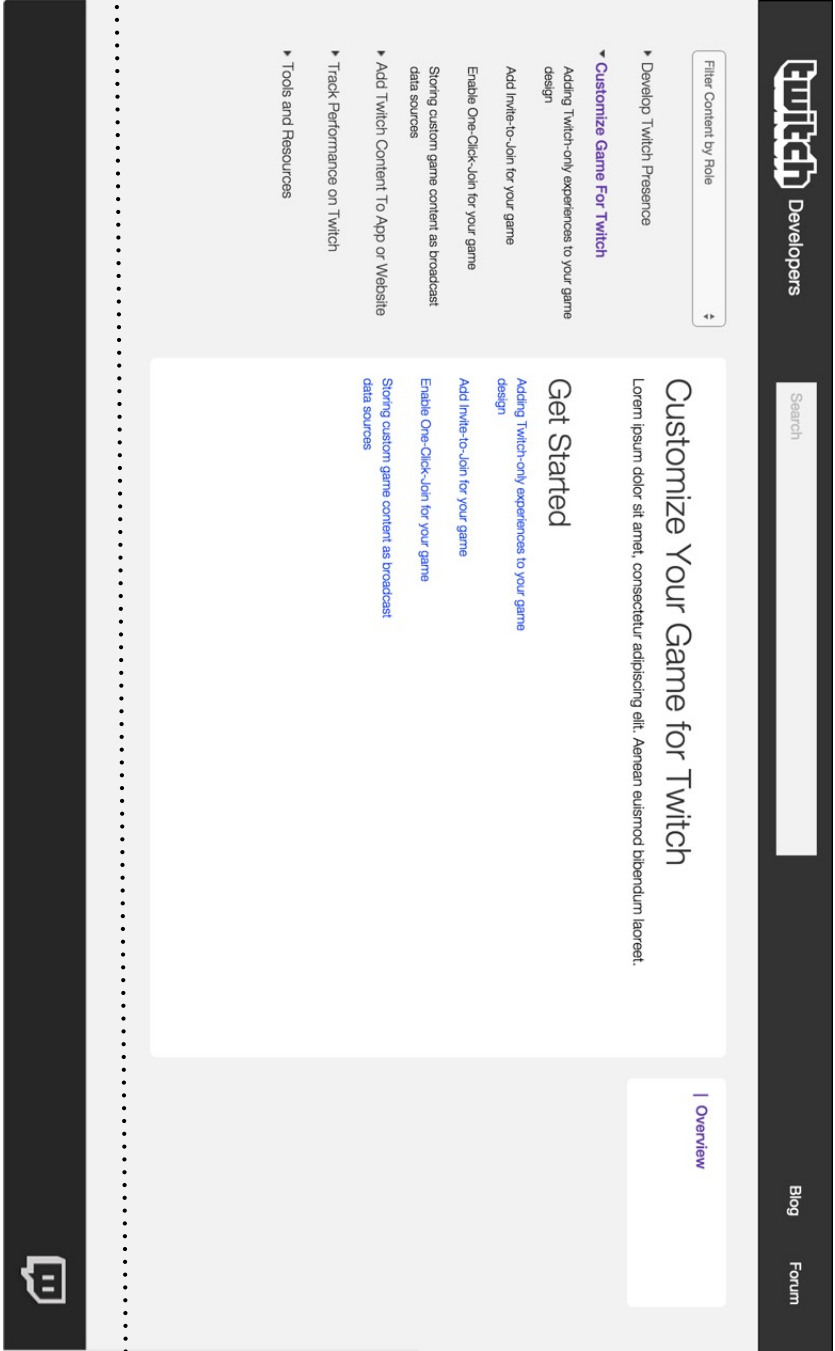 twitch Developers
Search
Blog
Forum
Filter Content by Role
Develop Twitch Presence
Customize Game For Twitch
Adding Twitch-only experiences to your game
design
Add Invite-to-Join for your game
Enable One-Click-Join for your game
Storing custom game content as broadcast
data sources
Add Twitch Content To App or Website
Track Performance on Twitch
Tools and Resources
Customize Your Game for Twitch
Lorem ipsum dolor sit amet, consectetur adipiscing elit. Aenean euismod bibendum laoreet.
Get Started
Adding Twitch-only experiences to your game
design
Add Invite-to-Join for your game
Enable One-Click-Join for your game
Storing custom game content as broadcast
data sources
Overview